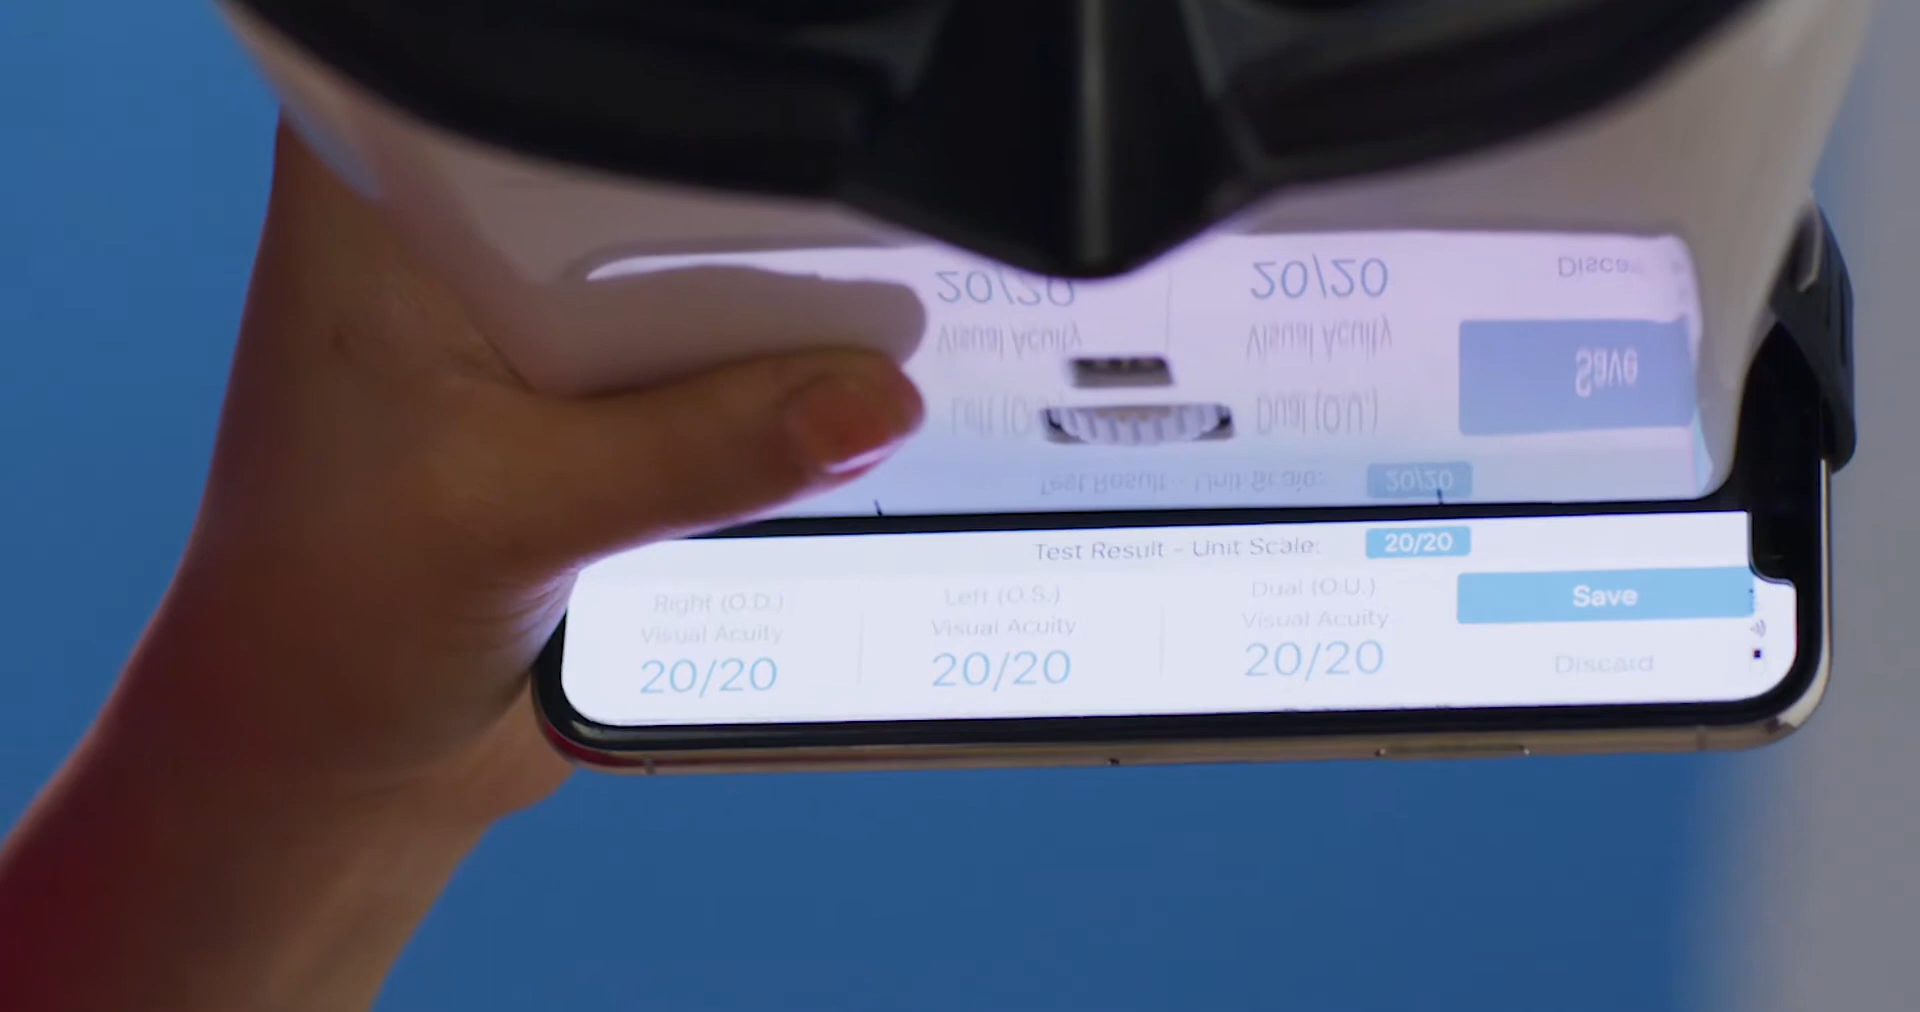 Test Result - Unit Scale: 20/20
Right (O.D.) Left (O.S.) Dual (O.U.) Save
Visual Acuity Visual Acuity Visual Acuity
20/20 20/20 20/20 Discard